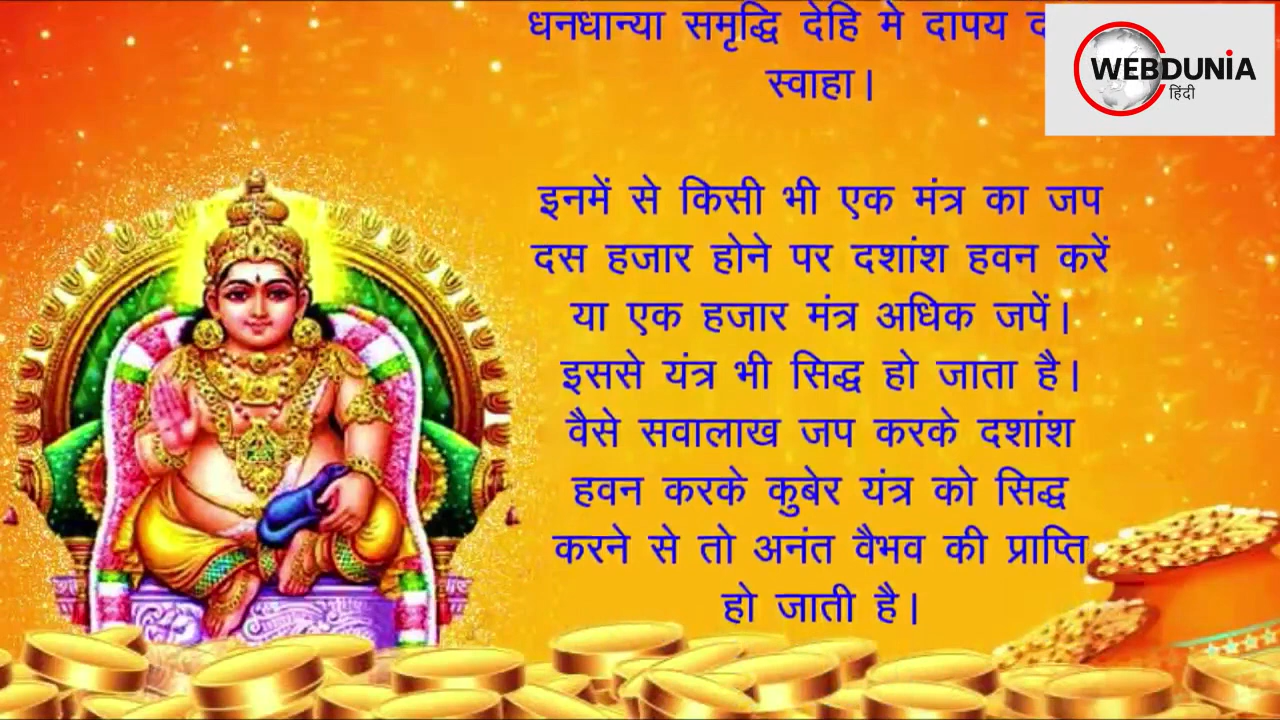 धनधान्या समृद्धि देहि मे दापय
स्वाहा।
WEBDUNIA
हिंदी
इनमें से किसी भी एक मंत्र का जप
दस हजार होने पर दशांश हवन करें
या एक हजार मंत्र अधिक जपें।
इससे यंत्र भी सिद्ध हो जाता है।
वैसे सवालाख जप करके दशांश
हवन करके कुबेर यंत्र को सिद्ध
करने से तो अनंत वैभव की प्राप्ति
हो जाती है।